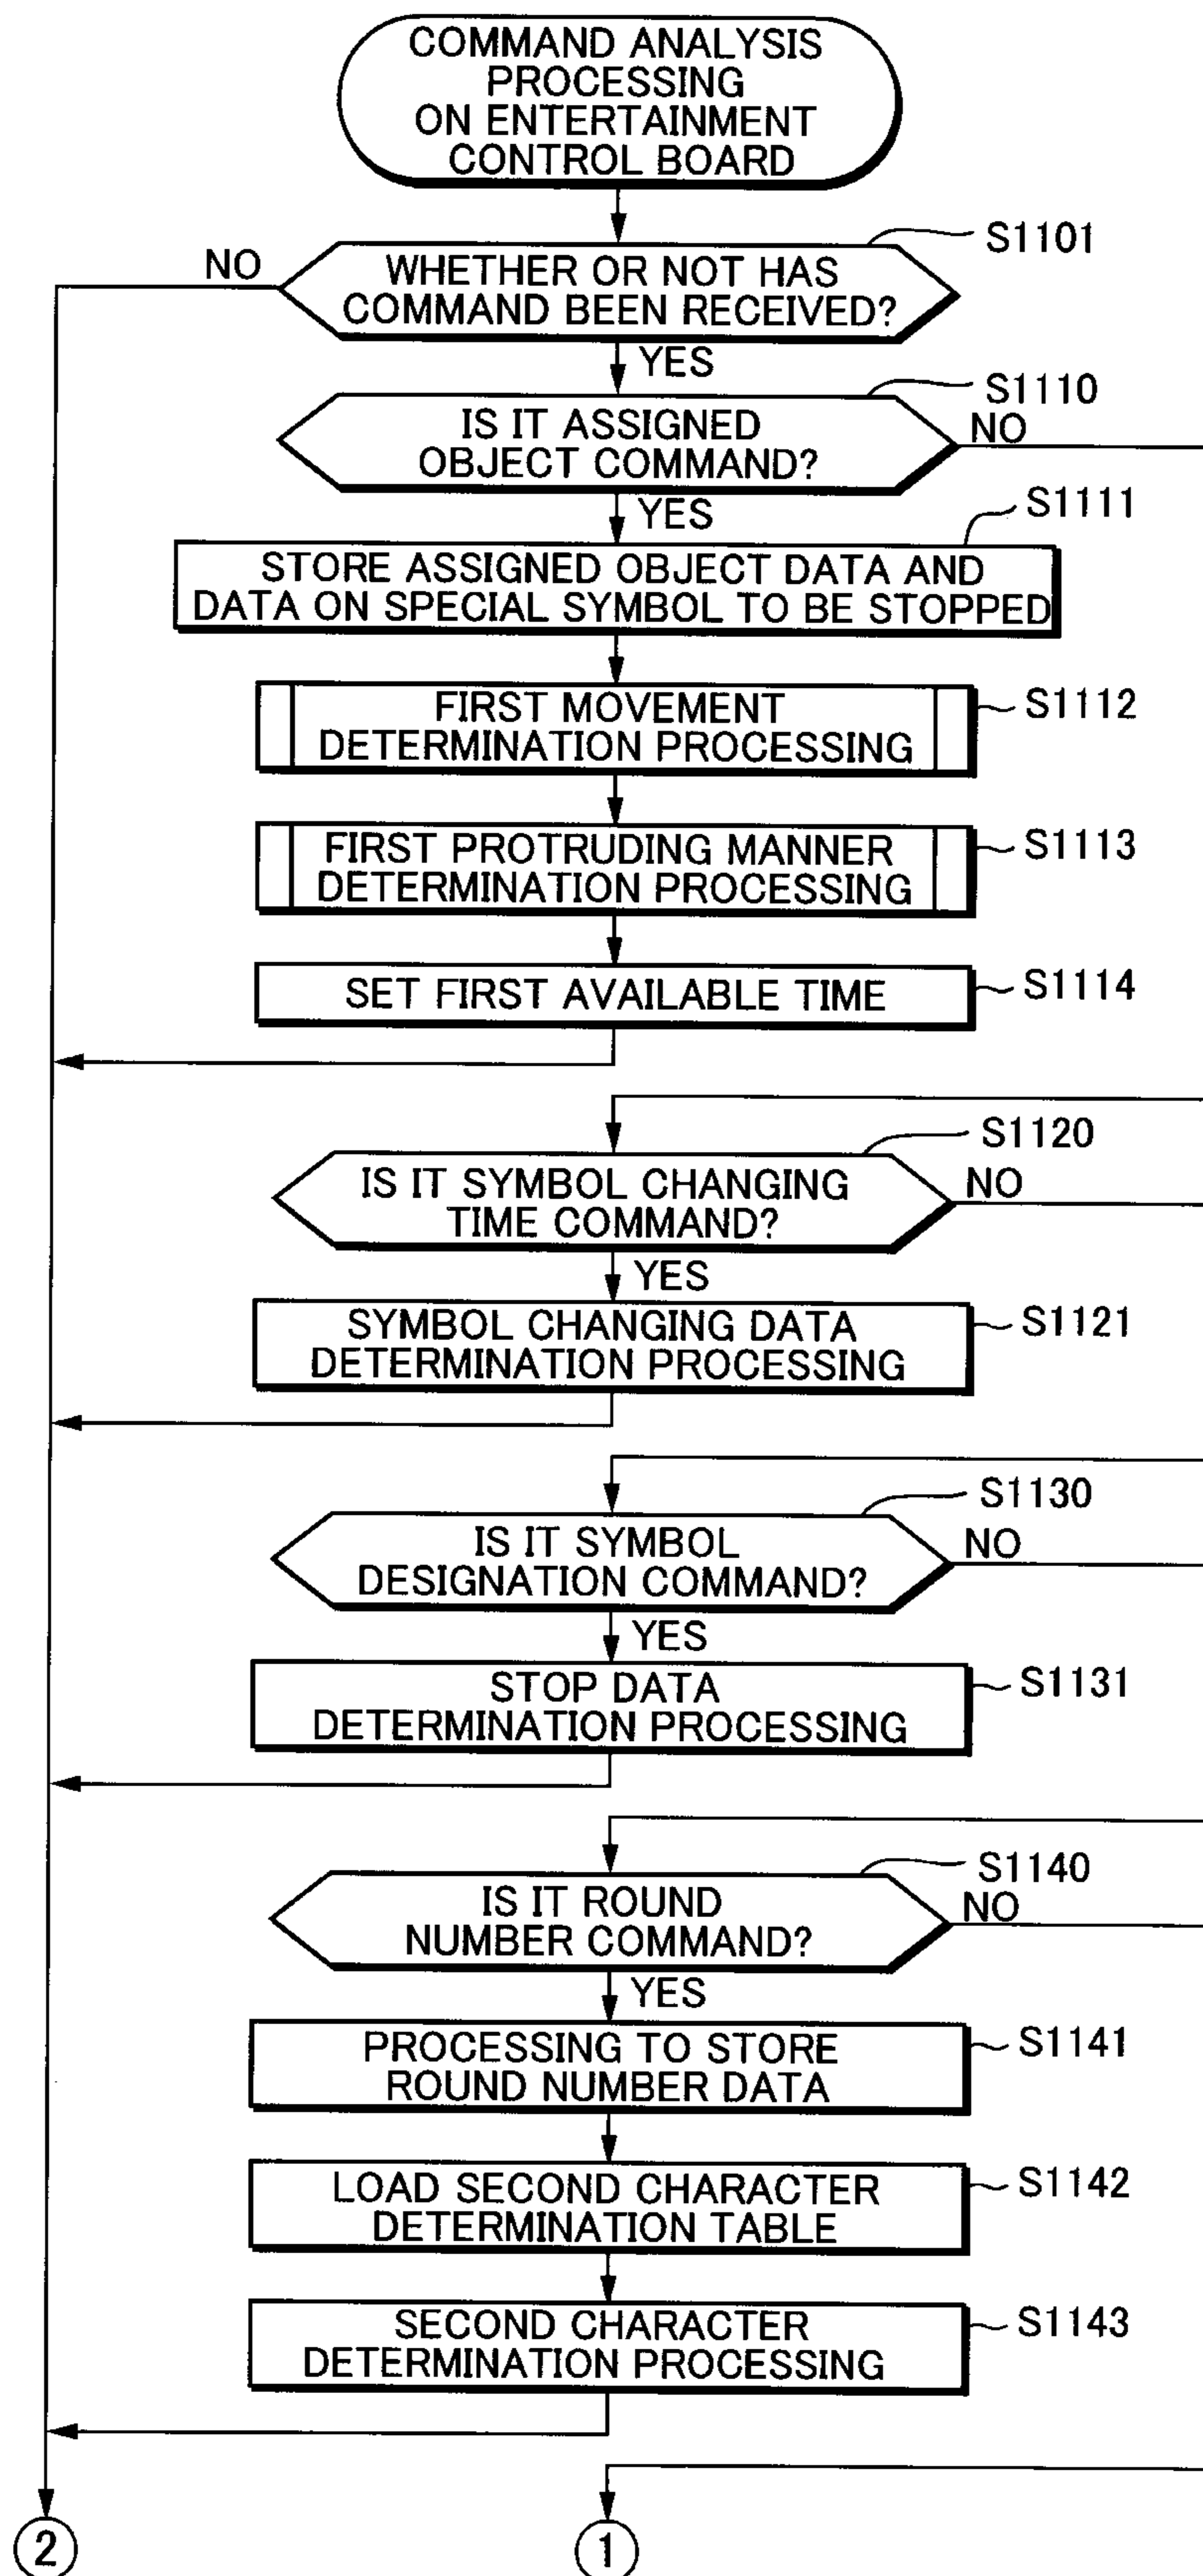 COMMAND ANALYSIS
PROCESSING
ON ENTERTAINMENT
CONTROL BOARD
S1101
NO
WHETHER OR NOT HAS
COMMAND BEEN RECEIVED?
YES
S1110
IS IT ASSIGNED
OBJECT COMMAND?
NO
YES
S1111
STORE ASSIGNED OBJECT DATA AND
DATA ON SPECIAL SYMBOL TO BE STOPPED
FIRST MOVEMENT
DETERMINATION PROCESSING
S1112
FIRST PROTRUDING MANNER
DETERMINATION PROCESSING
S1113
SET FIRST AVAILABLE TIME
S1114
S1120
IS IT SYMBOL CHANGING
TIME COMMAND?
NO
YES
SYMBOL CHANGING DATA
DETERMINATION PROCESSING
S1121
S1130
IS IT SYMBOL
DESIGNATION COMMAND?
NO
YES
STOP DATA
DETERMINATION PROCESSING
S1131
S1140
IS IT ROUND
NUMBER COMMAND?
NO
YES
PROCESSING TO STORE
ROUND NUMBER DATA
S1141
LOAD SECOND CHARACTER
DETERMINATION TABLE
S1142
SECOND CHARACTER
DETERMINATION PROCESSING
S1143
2
1